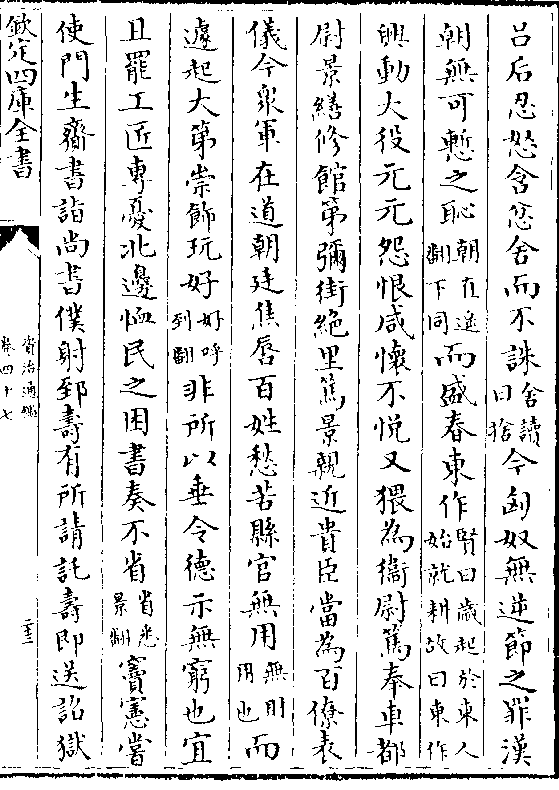 呂后忍怒含忿舍而不誅舍讀曰捨今匈奴無逆節之罪漢
朝無可慙之恥朝直遥翻下同而盛春東作賢曰歲起於東人始就耕故曰東作
興動大役元元怨恨咸懷不悦又猥為衞尉篤奉車都
尉景繕修館第彌街絶里篤景親近貴臣當為百僚表
儀今衆軍在道朝廷焦唇百姓愁苦縣官無用無用財用也而
遽起大第崇飾玩好好呼到翻非所以垂令德示無窮也宜
且罷工匠專憂北邊恤民之困書奏不省省悉景翻竇憲嘗
使門生齎書詣尚書僕射郅壽有所請託壽即送詔獄
欽定四庫全書
資治通鑑
卷四十七
二十三